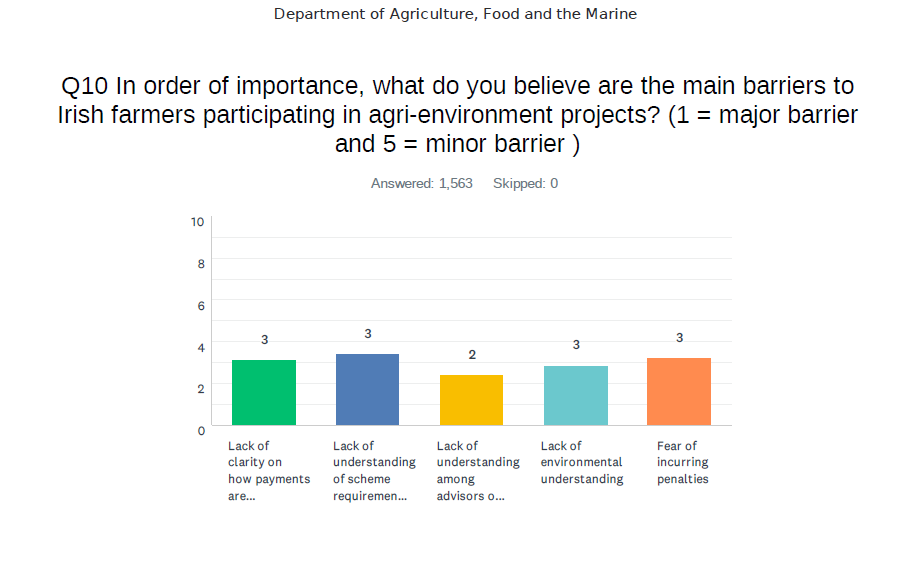 Department of Agriculture, Food and the Marine
Q10 In order of importance, what do you believe are the main barriers to
Irish farmers participating in agri-environment projects? (1 = major barrier
and 5 = minor barrier )
Answered: 1,563 Skipped: 0
10
8
6
4
2
0
3
3
2
3
3
Lack of
clarity on
how payments
are...
Lack of
understanding
of scheme
requiremen...
Lack of
understanding
among
advisors o...
Lack of
environmental
understanding
Fear of
incurring
penalties